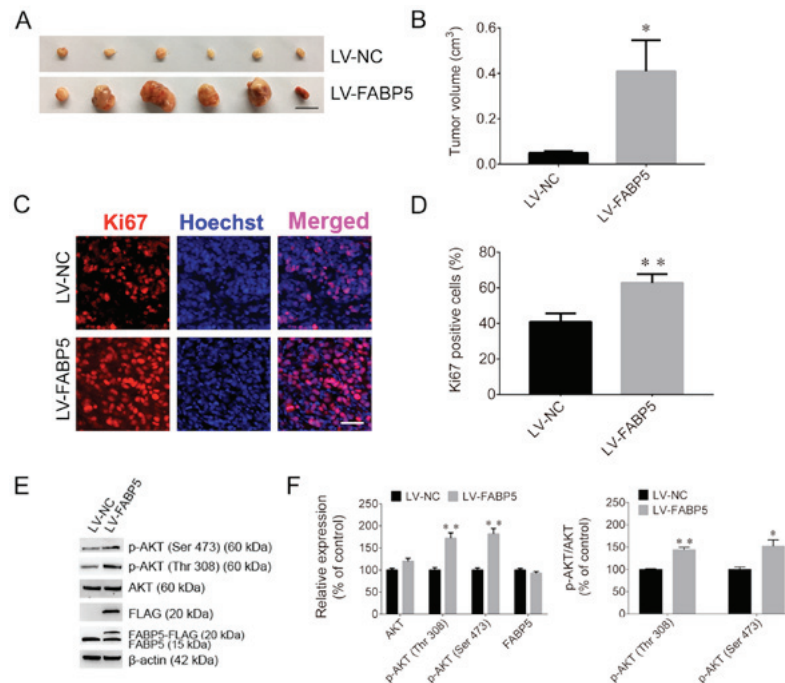 A
LV-NC
LV-FABP5
B
Tumor volume (cm³)
0.6
0.4
0.2
0.0
*
LV-NC
LV-FABP5
C
Ki67 Hoechst Merged
LV-NC
LV-FABP5
D
Ki67 positive cells (%)
80
60
40
20
0
**
LV-NC
LV-FABP5
E
LV-NC
LV-FABP5
p-AKT (Ser 473) (60 kDa)
p-AKT (Thr 308) (60 kDa)
AKT (60 kDa)
FLAG (20 kDa)
FABP5-FLAG (20 kDa)
FABP5 (15 kDa)
β-actin (42 kDa)
F
LV-NC LV-FABP5
Relative expression
(% of control)
200
150
100
50
0
**
**
AKT
p-AKT (Thr 308)
p-AKT (Ser 473)
FABP5
LV-NC
LV-FABP5
p-AKT/AKT
(% of control)
200
150
100
50
0
**
*
p-AKT (Thr 308)
p-AKT (Ser 473)